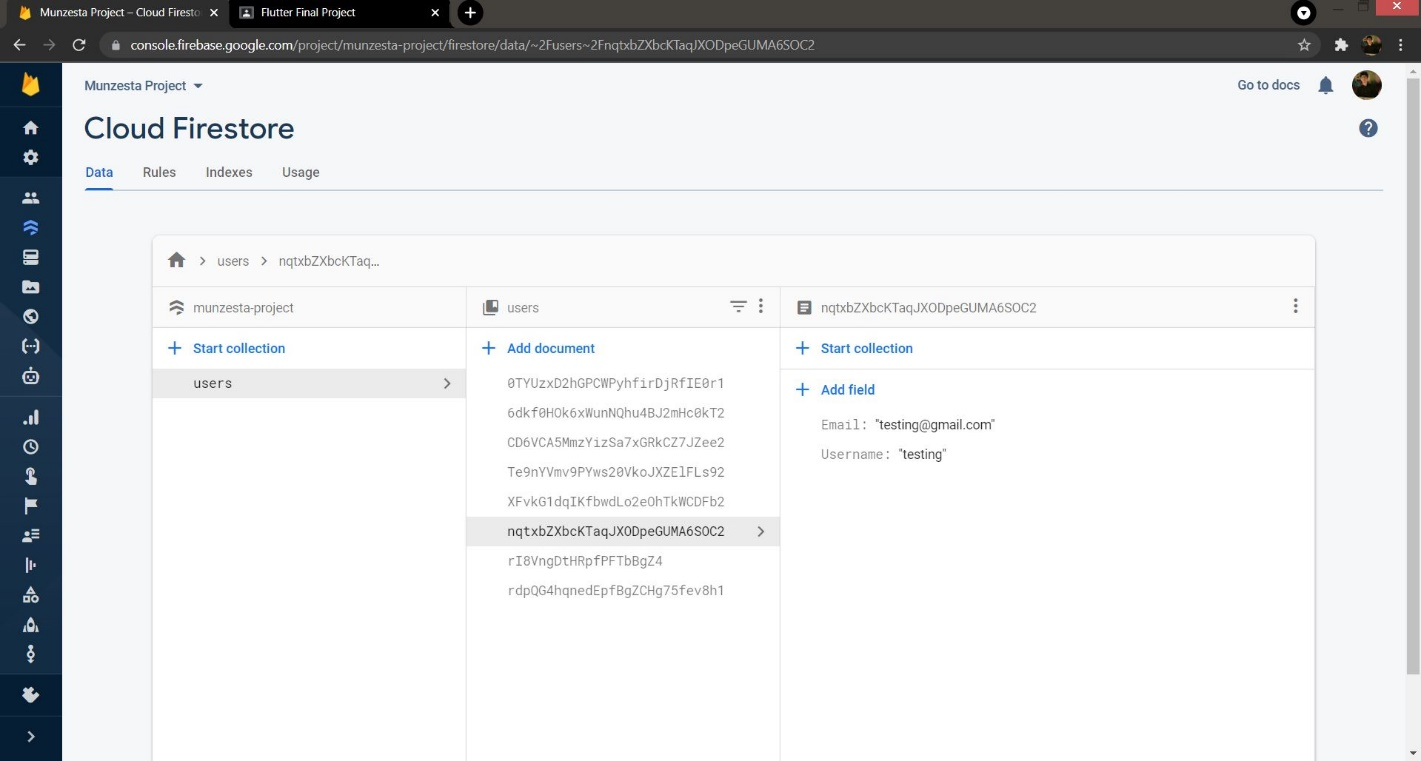 Munzesta Project – Cloud Firesto
Flutter Final Project
console.firebase.google.com/project/munzesta-project/firestore/data/~2Fusers~2FnqtxbZXbcKTaqJXODpeGUMA6SOC2
Munzesta Project
Go to docs
Cloud Firestore
Data Rules Indexes Usage
users nqtxbZXbcKTaq...
munzesta-project
users
nqtxbZXbcKTaqJXODpeGUMA6SOC2
Start collection
Add document
Start collection
users
0TYUzxD2hGPCWPyhfirDjRfIE0r1
6dkf0HOk6xWunNQhu4BJ2mHc0kT2
CD6VCA5MmzYizSa7xGRkCZ7JZee2
Te9nYVmv9PYws20VkoJXZElFLs92
XFvkG1dqIKfbwdLo2eOhTkWCDFb2
nqtxbZXbcKTaqJXODpeGUMA6SOC2
rI8VngDtHRpfPFTbBgZ4
rdpQG4hqnedEpfBgZCHg75fev8h1
Add field
Email: "testing@gmail.com"
Username: "testing"